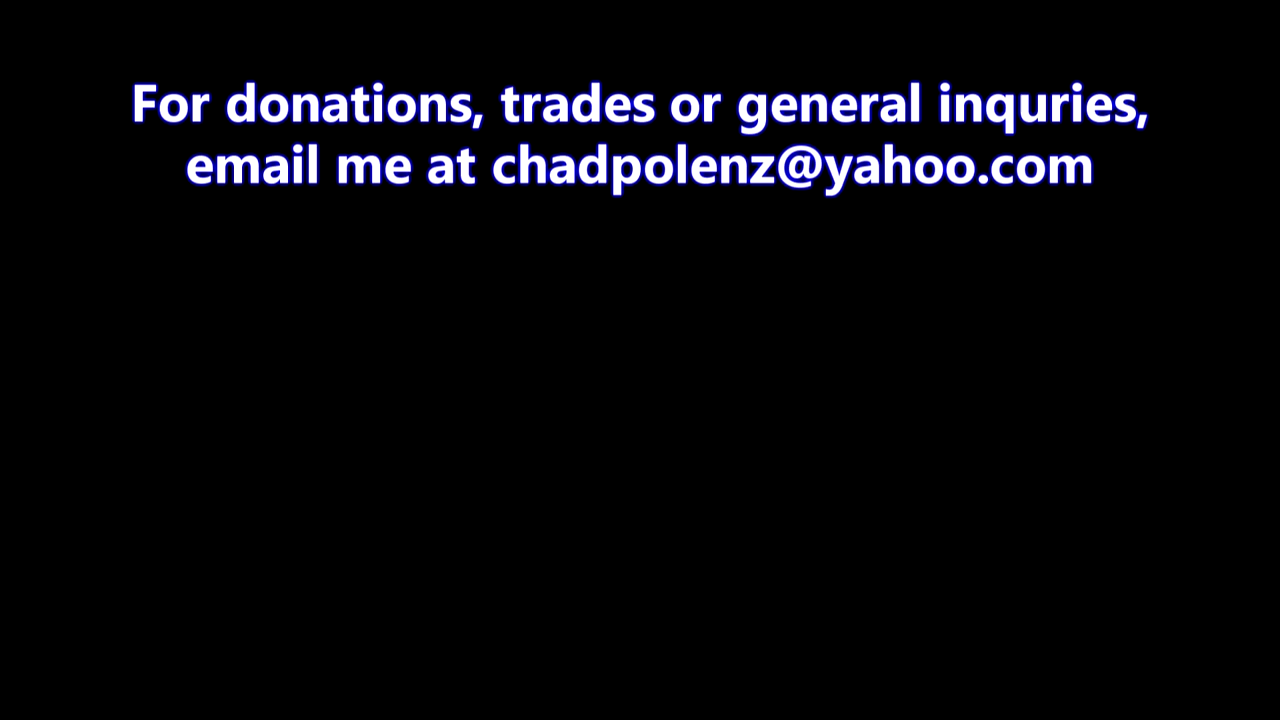 For donations, trades or general inquries,
email me at chadpolenz@yahoo.com